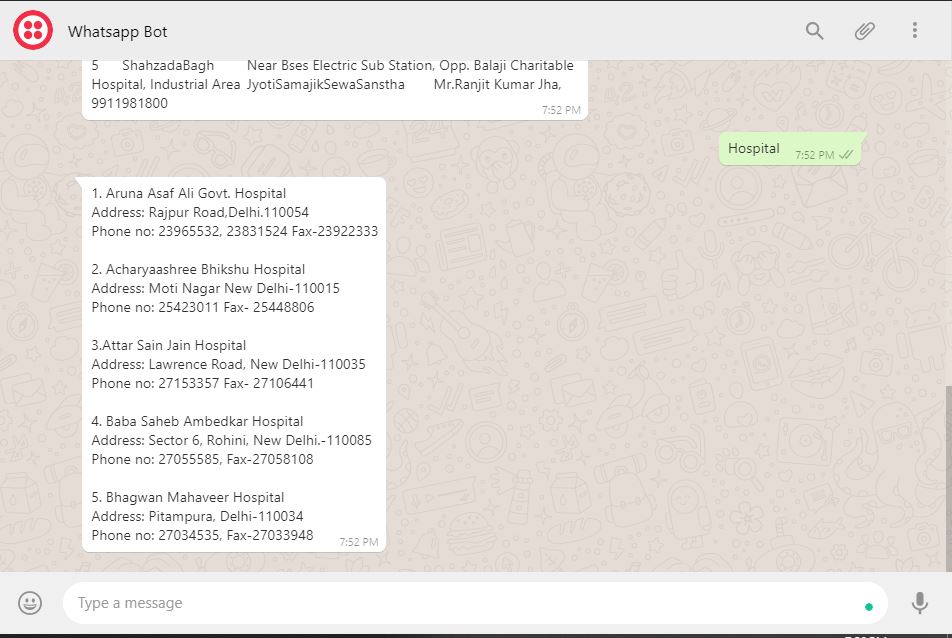 Whatsapp Bot
5 ShahzadaBagh Near Bses Electric Sub Station, Opp. Balaji Charitable
Hospital, Industrial Area JyotiSamajikSewaSanstha Mr.Ranjit Kumar Jha,
9911981800
7:52 PM
Hospital
7:52 PM
1. Aruna Asaf Ali Govt. Hospital
Address: Rajpur Road,Delhi.110054
Phone no: 23965532, 23831524 Fax-23922333
2. Acharyaashree Bhikshu Hospital
Address: Moti Nagar New Delhi-110015
Phone no: 25423011 Fax- 25448806
3.Attar Sain Jain Hospital
Address: Lawrence Road, New Delhi-110035
Phone no: 27153357 Fax- 27106441
4. Baba Saheb Ambedkar Hospital
Address: Sector 6, Rohini, New Delhi.-110085
Phone no: 27055585, Fax-27058108
5. Bhagwan Mahaveer Hospital
Address: Pitampura, Delhi-110034
Phone no: 27034535, Fax-27033948
7:52 PM
Type a message